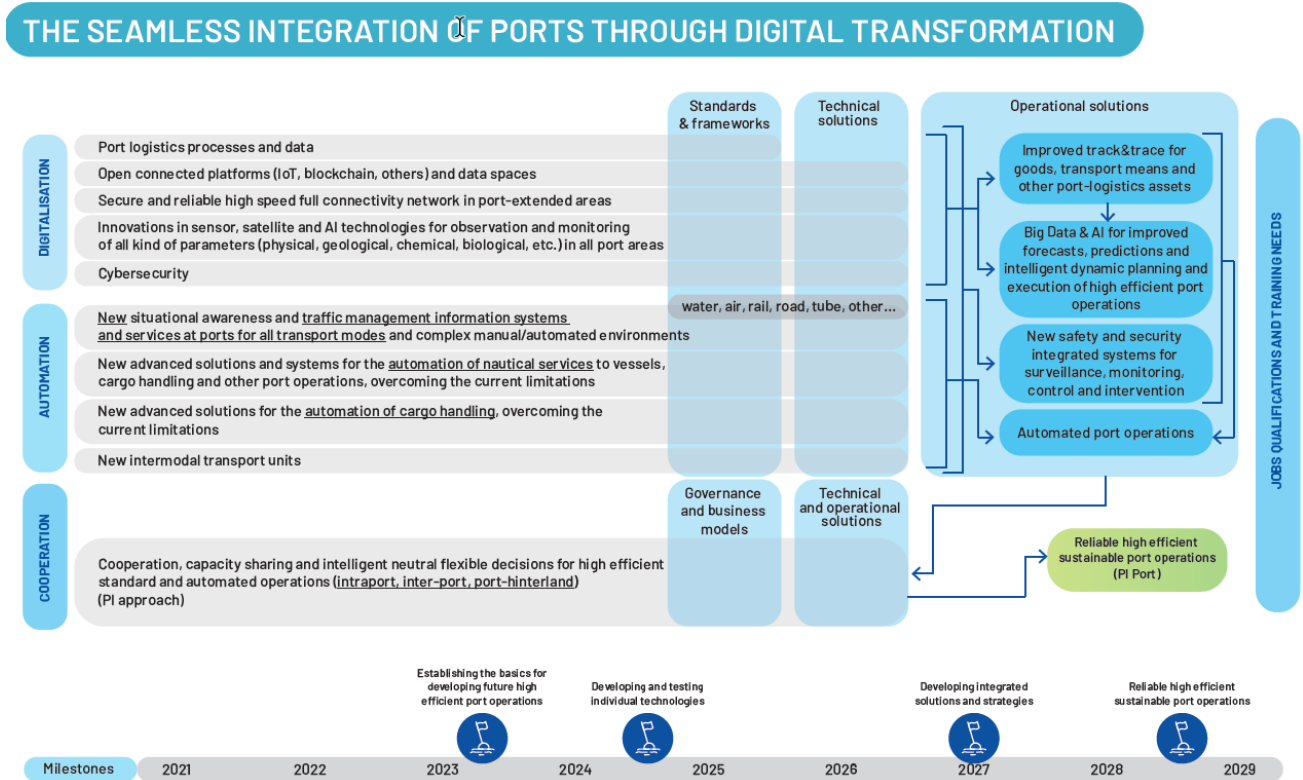 THE SEAMLESS INTEGRATION OF PORTS THROUGH DIGITAL TRANSFORMATION
Standards
& frameworks
Technical
solutions
Operational solutions
DIGITALISATION
Port logistics processes and data
Open connected platforms (IoT, blockchain, others) and data spaces
Secure and reliable high speed full connectivity network in port-extended areas
Innovations in sensor, satellite and AI technologies for observation and monitoring
of all kind of parameters (physical, geological, chemical, biological, etc.) in all port areas
Cybersecurity
water, air, rail, road, tube, other...
AUTOMATION
New situational awareness and traffic management information systems
and services at ports for all transport modes and complex manual/automated environments
New advanced solutions and systems for the automation of nautical services to vessels,
cargo handling and other port operations, overcoming the current limitations
New advanced solutions for the automation of cargo handling, overcoming the
current limitations
New intermodal transport units
Improved track&trace for
goods, transport means and
other port-logistics assets
Big Data & AI for improved
forecasts, predictions and
intelligent dynamic planning and
execution of high efficient port
operations
New safety and security
integrated systems for
surveillance, monitoring,
control and intervention
Automated port operations
JOBS QUALIFICATIONS AND TRAINING NEEDS
Governance
and business
models
Technical
and operational
solutions
COOPERATION
Cooperation, capacity sharing and intelligent neutral flexible decisions for high efficient
standard and automated operations (intraport, inter-port, port-hinterland)
(PI approach)
Reliable high efficient
sustainable port operations
(PI Port)
Establishing the basics for
developing future high
efficient port operations
Developing and testing
individual technologies
Developing integrated
solutions and strategies
Reliable high efficient
sustainable port operations
Milestones 2021 2022 2023 2024 2025 2026 2027 2028 2029